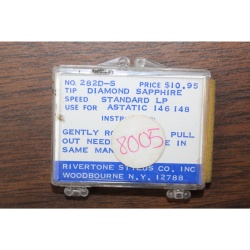 NO. 282D-S PRICE $10.95
TIP DIAMOND SAPPHIRE
SPEED STANDARD LP
USE FOR ASTATIC 146 148
INSTR
GENTLY RO PULL
OUT NEED E IN
SAME MAN
8005
RIVERTONE STYLUS CO., INC
WOODBOURNE N.Y. 12788